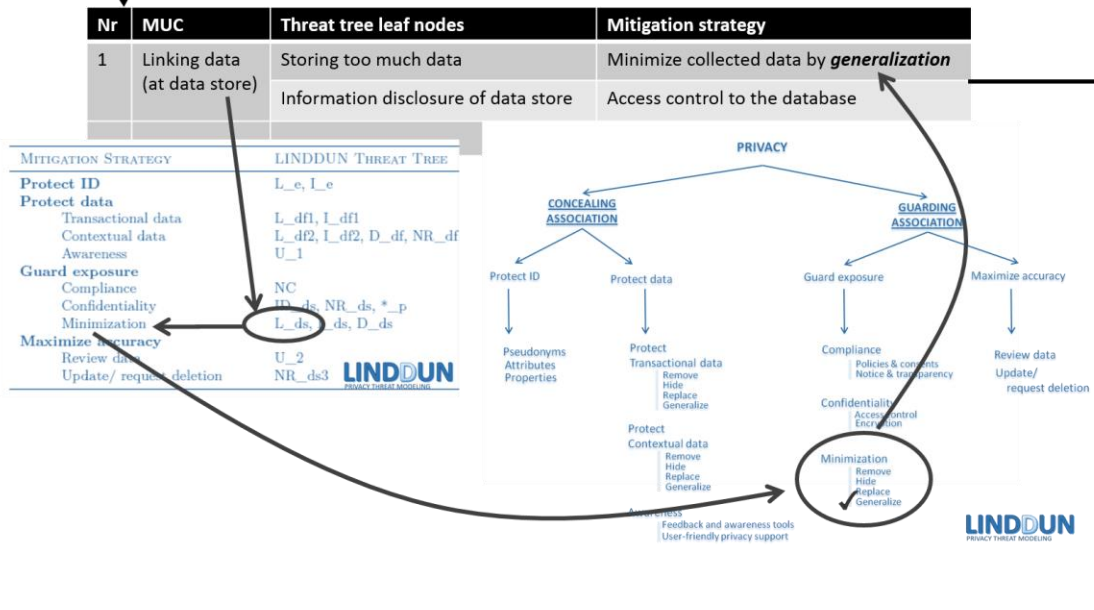 Nr MUC Threat tree leaf nodes Mitigation strategy
1 Linking data Storing too much data Minimize collected data by generalization
(at data store)
Information disclosure of data store Access control to the database
MITIGATION STRATEGY LINDDUN THREAT TREE
Protect ID L_e, I_e
Protect data
Transactional data L_df1, I_df1
Contextual data L_df2, I_df2, D_df, NR_df
Awareness U_1
Guard exposure
Compliance NC
Confidentiality ID_ds, NR_ds, *_p
Minimization L_ds, I_ds, D_ds
Maximize accuracy
Review data U_2
Update/ request deletion NR_ds3
LINDDUN
PRIVACY THREAT MODELING
PRIVACY
CONCEALING
ASSOCIATION
GUARDING
ASSOCIATION
Protect ID Protect data Guard exposure Maximize accuracy
Pseudonyms
Attributes
Properties
Protect
Transactional data
Remove
Hide
Replace
Generalize
Protect
Contextual data
Remove
Hide
Replace
Generalize
Awareness
Feedback and awareness tools
User-friendly privacy support
Compliance
Policies & consents
Notice & transparency
Confidentiality
Access control
Encryption
Minimization
Remove
Hide
Replace
Generalize
Review data
Update/
request deletion
LINDDUN
PRIVACY THREAT MODELING